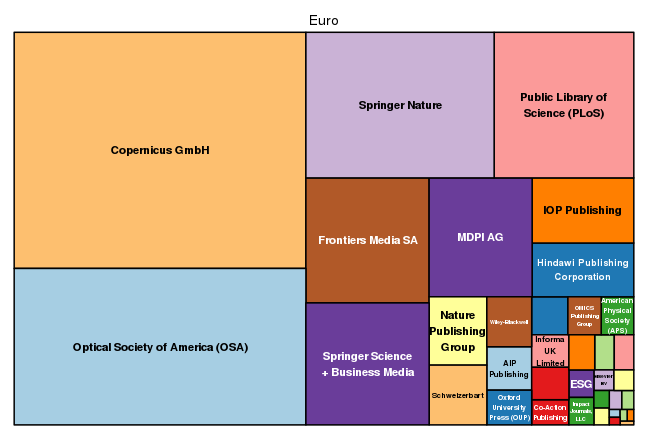 Euro
Copernicus GmbH
Springer Nature
Public Library of
Science (PLoS)
Optical Society of America (OSA)
Frontiers Media SA
MDPI AG
IOP Publishing
Hindawi Publishing
Corporation
Springer Science
+ Business Media
Nature
Publishing
Group
Schweizerbart
Wiley-Blackwell
AIP
Publishing
Oxford
University
Press (OUP)
OMICS
Publishing
Group
American
Physical
Society
(APS)
Informa
UK
Limited
Co-Action
Publishing
ESG
Impact
Journals,
LLC
Elsevier
BV